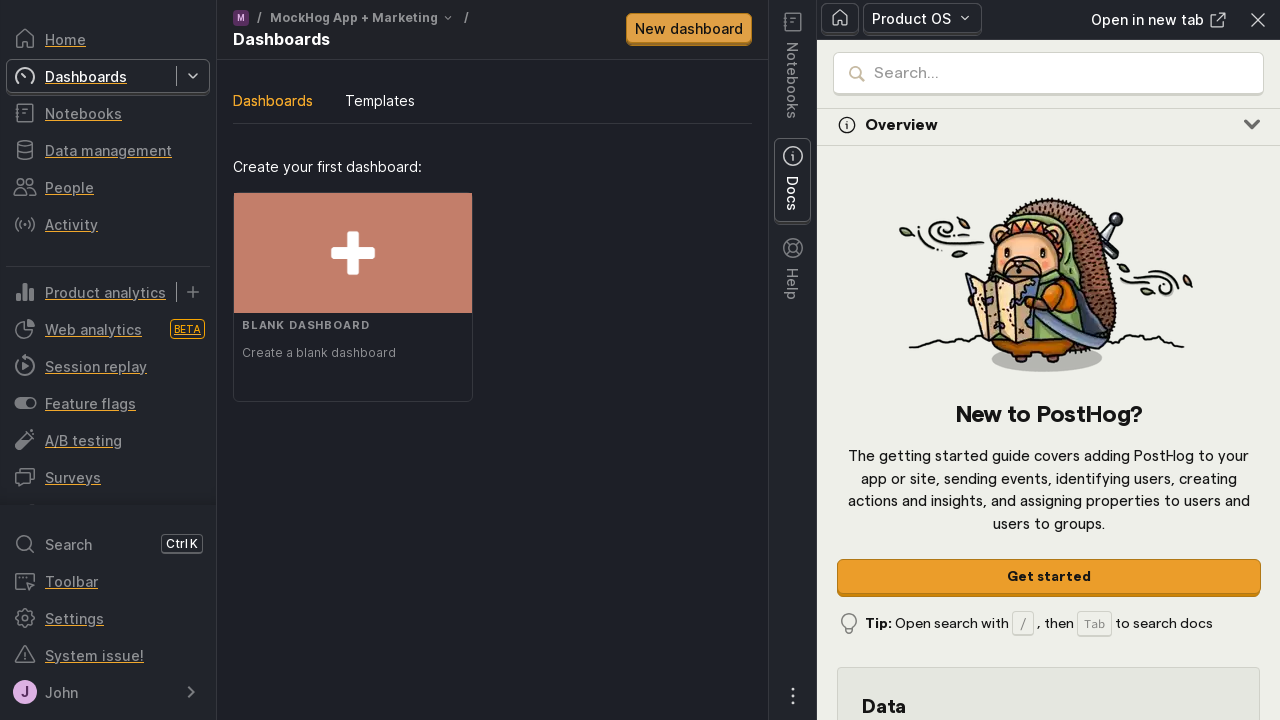 Home
Dashboards
Notebooks
Data management
People
Activity
Product analytics
Web analytics BETA
Session replay
Feature flags
A/B testing
Surveys
Search Ctrl K
Toolbar
Settings
System issue!
J John
M / MockHog App + Marketing /
Dashboards
New dashboard
Dashboards Templates
Create your first dashboard:
BLANK DASHBOARD
Create a blank dashboard
Notebooks
Docs
Help
Product OS
Open in new tab
Search...
Overview
New to PostHog?
The getting started guide covers adding PostHog to your
app or site, sending events, identifying users, creating
actions and insights, and assigning properties to users and
users to groups.
Get started
Tip: Open search with / , then Tab to search docs
Data